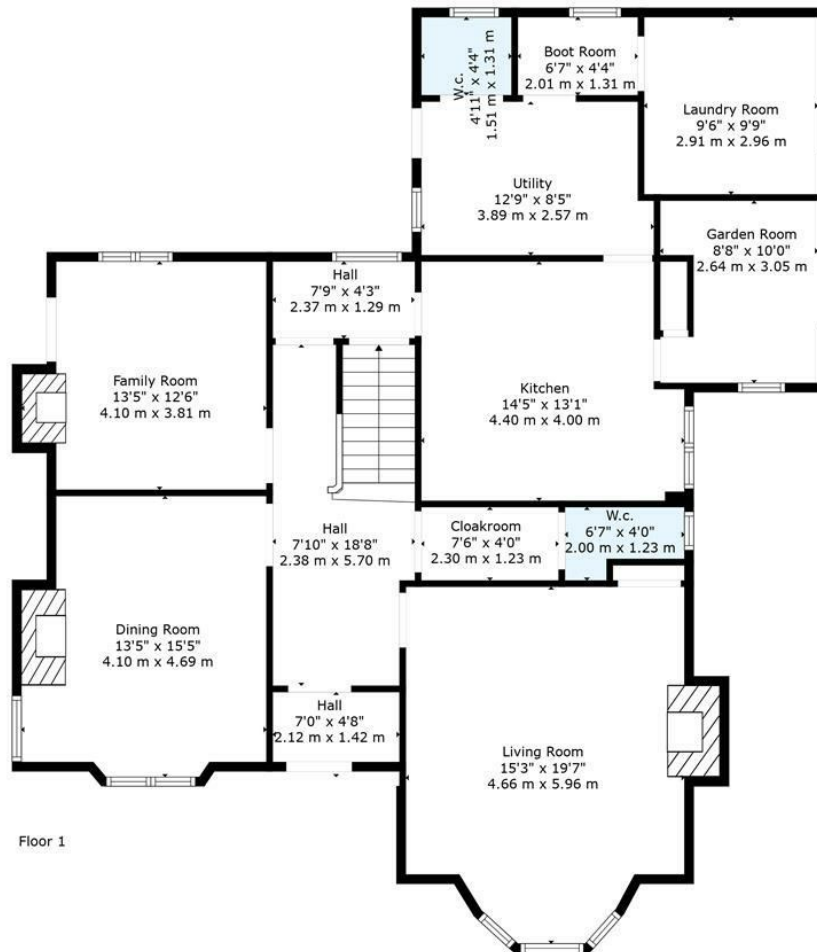 W.c.
4'11" x 4'4"
1.51 m x 1.31 m
Boot Room
6'7" x 4'4"
2.01 m x 1.31 m
Laundry Room
9'6" x 9'9"
2.91 m x 2.96 m
Utility
12'9" x 8'5"
3.89 m x 2.57 m
Garden Room
8'8" x 10'0"
2.64 m x 3.05 m
Hall
7'9" x 4'3"
2.37 m x 1.29 m
Family Room
13'5" x 12'6"
4.10 m x 3.81 m
Kitchen
14'5" x 13'1"
4.40 m x 4.00 m
Hall
7'10" x 18'8"
2.38 m x 5.70 m
Cloakroom
7'6" x 4'0"
2.30 m x 1.23 m
W.c.
6'7" x 4'0"
2.00 m x 1.23 m
Dining Room
13'5" x 15'5"
4.10 m x 4.69 m
Hall
7'0" x 4'8"
2.12 m x 1.42 m
Living Room
15'3" x 19'7"
4.66 m x 5.96 m
Floor 1